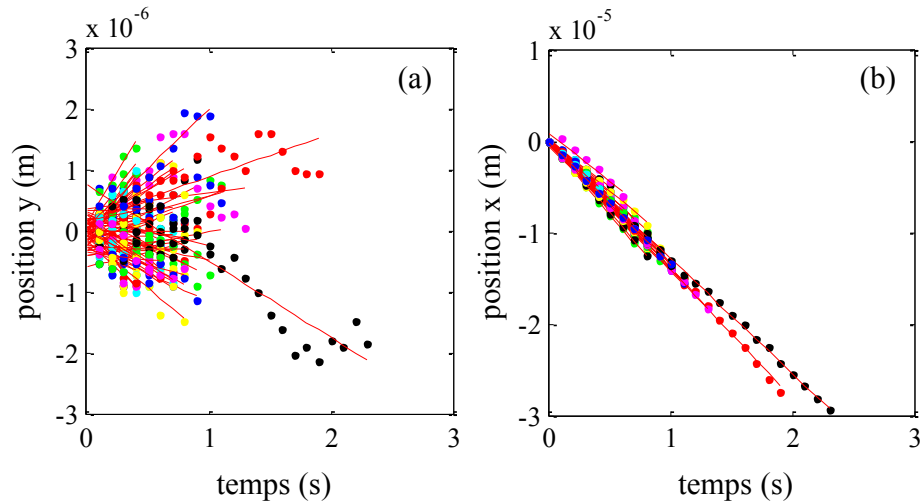 x 10⁻⁶
3
2
1
0
-1
-2
-3
0
1
2
3
(a)
position y (m)
temps (s)
x 10⁻⁵
1
0
-1
-2
-3
0
1
2
3
(b)
position x (m)
temps (s)